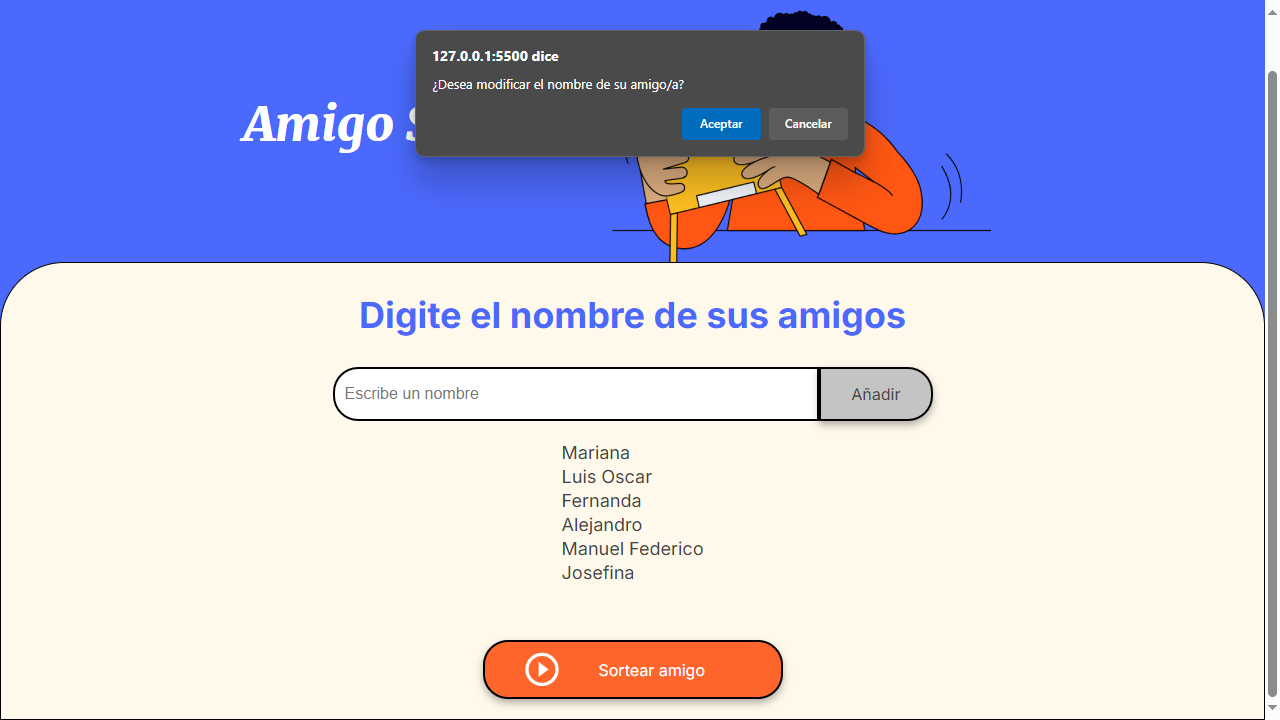 127.0.0.1:5500 dice
¿Desea modificar el nombre de su amigo/a?
Aceptar Cancelar
Amigo
Digite el nombre de sus amigos
Escribe un nombre
Añadir
Mariana
Luis Oscar
Fernanda
Alejandro
Manuel Federico
Josefina
Sortear amigo